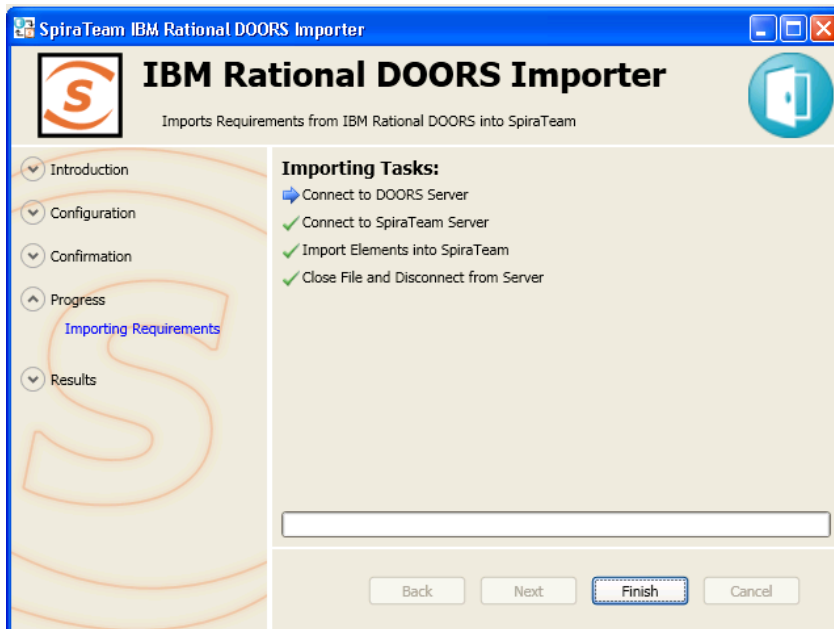 SpiraTeam IBM Rational DOORS Importer
S
IBM Rational DOORS Importer
Imports Requirements from IBM Rational DOORS into SpiraTeam
Introduction
Configuration
Confirmation
Progress
Importing Requirements
Results
Importing Tasks:
Connect to DOORS Server
Connect to SpiraTeam Server
Import Elements into SpiraTeam
Close File and Disconnect from Server
Back Next Finish Cancel